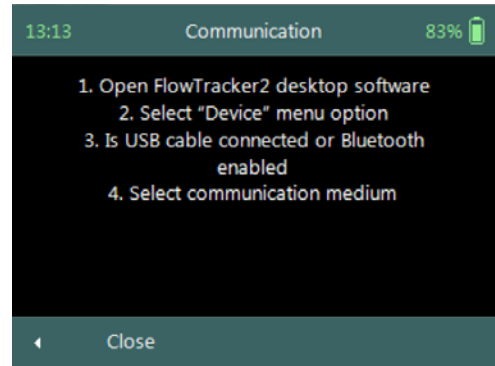 13:13 Communication 83%
1. Open FlowTracker2 desktop software
2. Select “Device” menu option
3. Is USB cable connected or Bluetooth
enabled
4. Select communication medium
Close